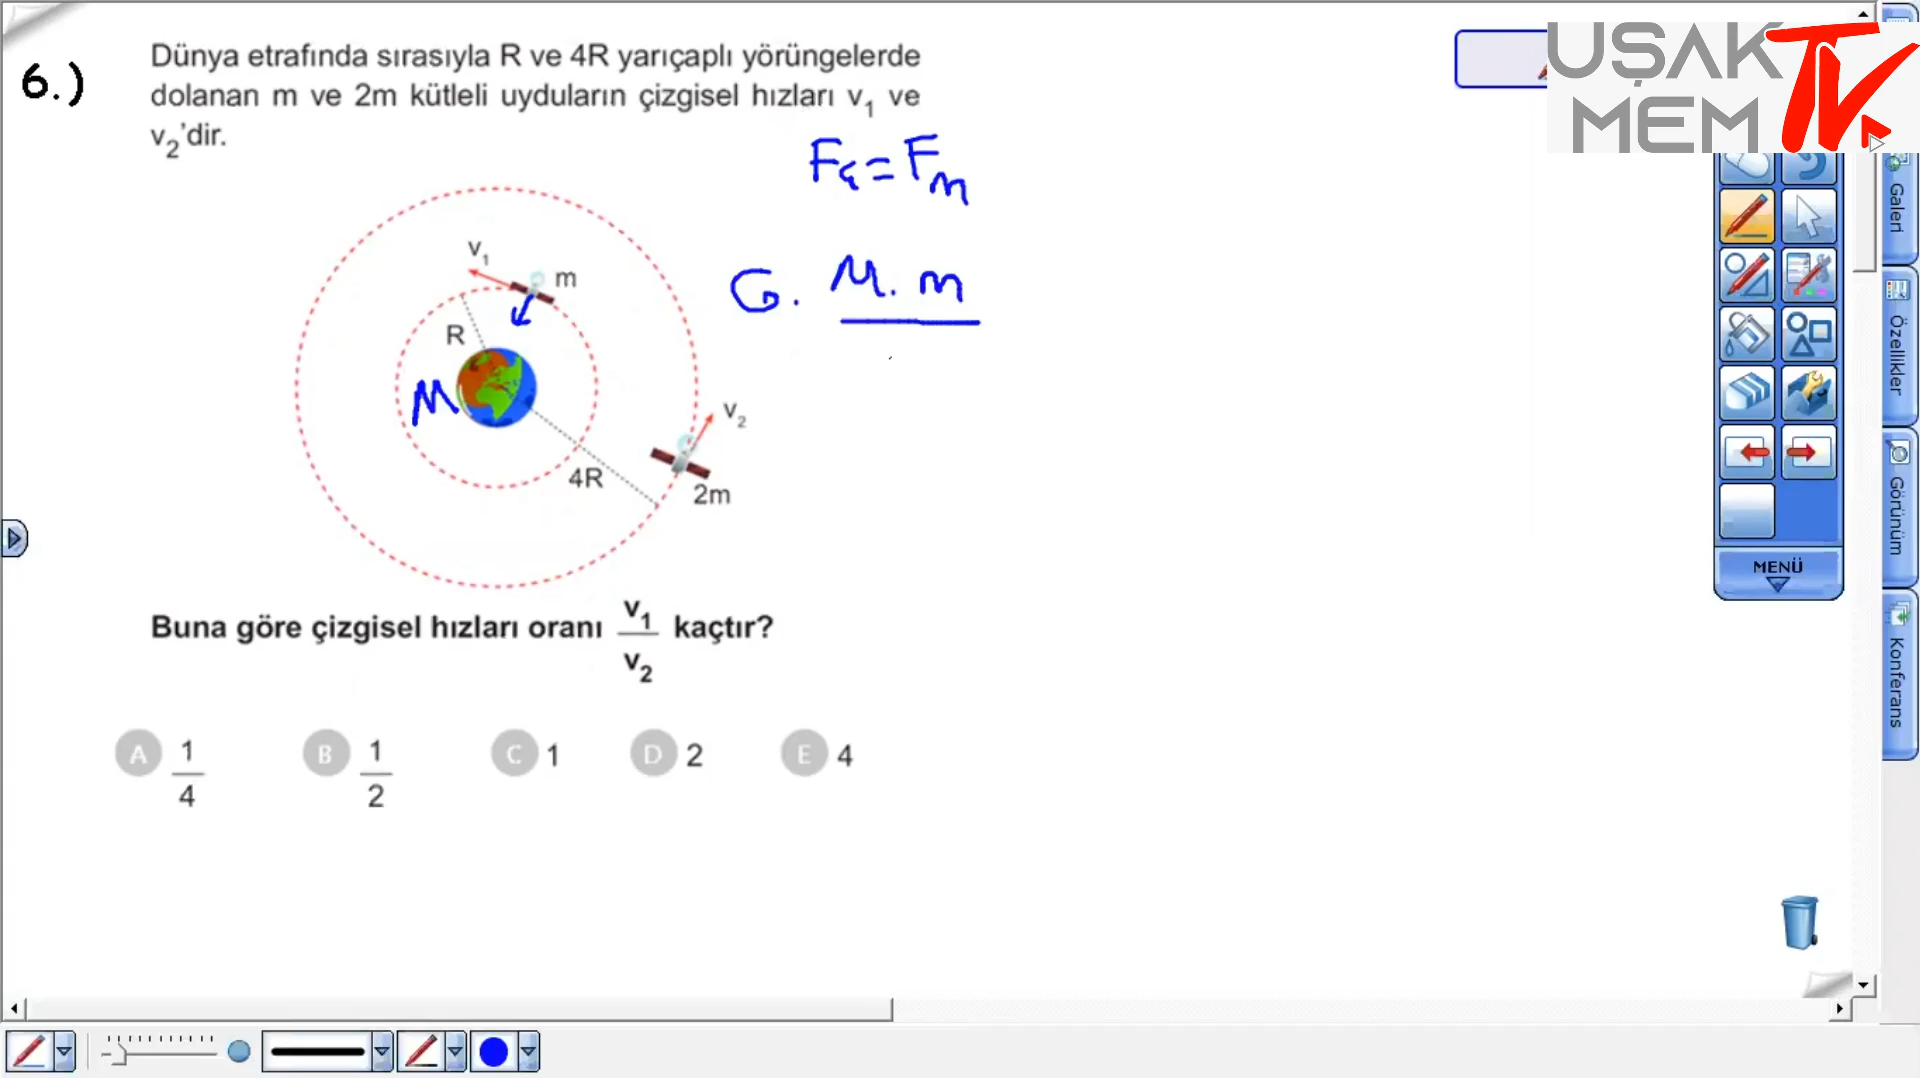 6.)
Dünya etrafında sırasıyla R ve 4R yarıçaplı yörüngelerde
dolanan m ve 2m kütleli uyduların çizgisel hızları v1 ve
v2'dir.
Fç = Fm
G. M. m
v1
m
R
M
v2
4R
2m
Buna göre çizgisel hızları oranı v1/v2 kaçtır?
A 1/4
B 1/2
C 1
D 2
E 4
UŞAK
MEM
TV
MENÜ
Galeri
Özellikler
Görünüm
Konferans